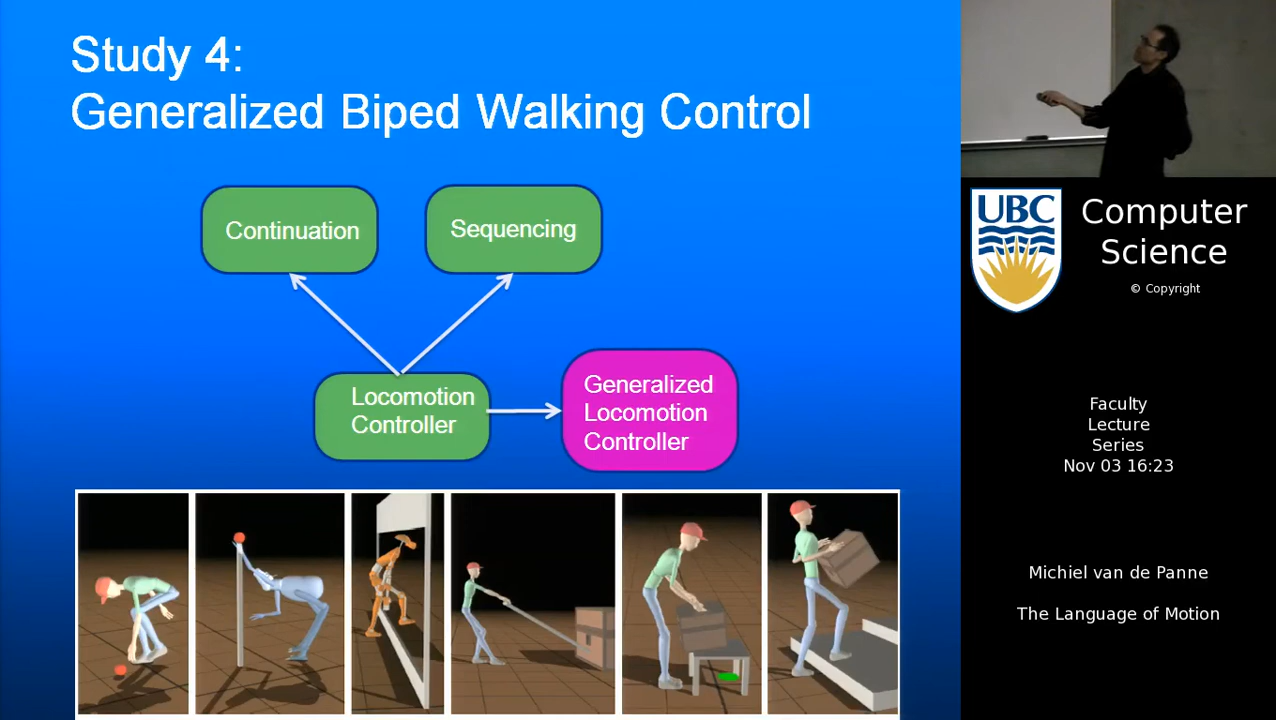 Study 4:
Generalized Biped Walking Control
Continuation
Sequencing
Locomotion
Controller
Generalized
Locomotion
Controller
UBC
Computer
Science
© Copyright
Faculty
Lecture
Series
Nov 03 16:23
Michiel van de Panne
The Language of Motion